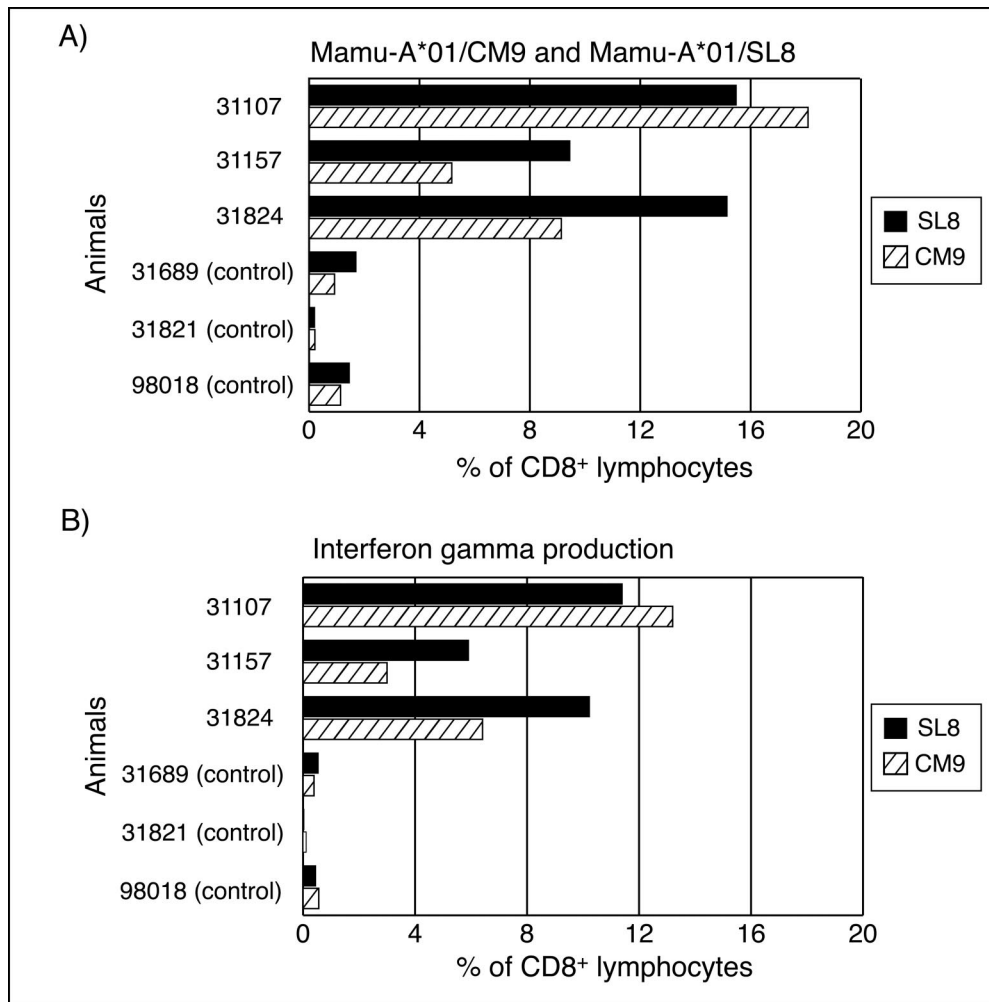 A)
Mamu-A*01/CM9 and Mamu-A*01/SL8
Animals
31107
31157
31824
31689 (control)
31821 (control)
98018 (control)
0 4 8 12 16 20
% of CD8⁺ lymphocytes
SL8
CM9
B)
Interferon gamma production
Animals
31107
31157
31824
31689 (control)
31821 (control)
98018 (control)
0 4 8 12 16 20
% of CD8⁺ lymphocytes
SL8
CM9